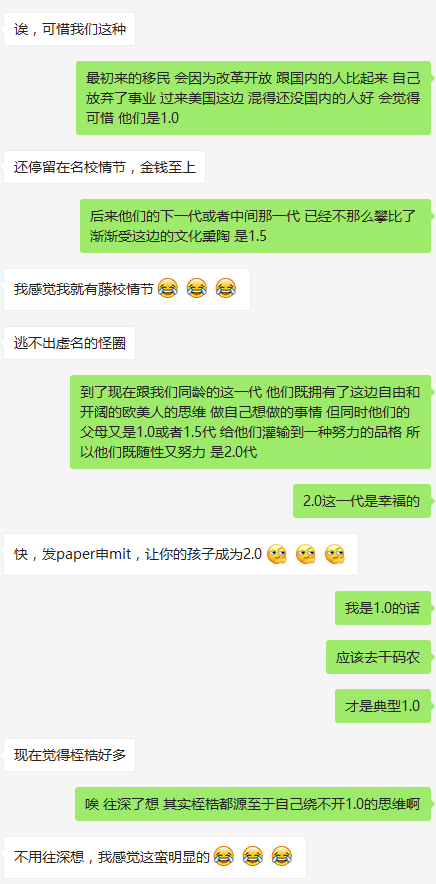 诶，可惜我们这种
最初来的移民 会因为改革开放 跟国内的人比起来 自己
放弃了事业 过来美国这边 混得还没国内的人好 会觉得
可惜 他们是1.0
还停留在名校情节，金钱至上
后来他们的下一代或者中间那一代 已经不那么攀比了
渐渐受这边的文化熏陶 是1.5
我感觉我就有藤校情节😂 😂 😂
逃不出虚名的怪圈
到了现在跟我们同龄的这一代 他们既拥有了这边自由和
开阔的欧美人的思维 做自己想做的事情 但同时他们的
父母又是1.0或者1.5代 给他们灌输到一种努力的品格 所
以他们既随性又努力 是2.0代
2.0这一代是幸福的
快，发paper申mit，让你的孩子成为2.0
我是1.0的话
应该去干码农
才是典型1.0
现在觉得桎梏好多
唉 往深了想 其实桎梏都源至于自己绕不开1.0的思维啊
不用往深想，我感觉这蛮明显的😂 😂 😂